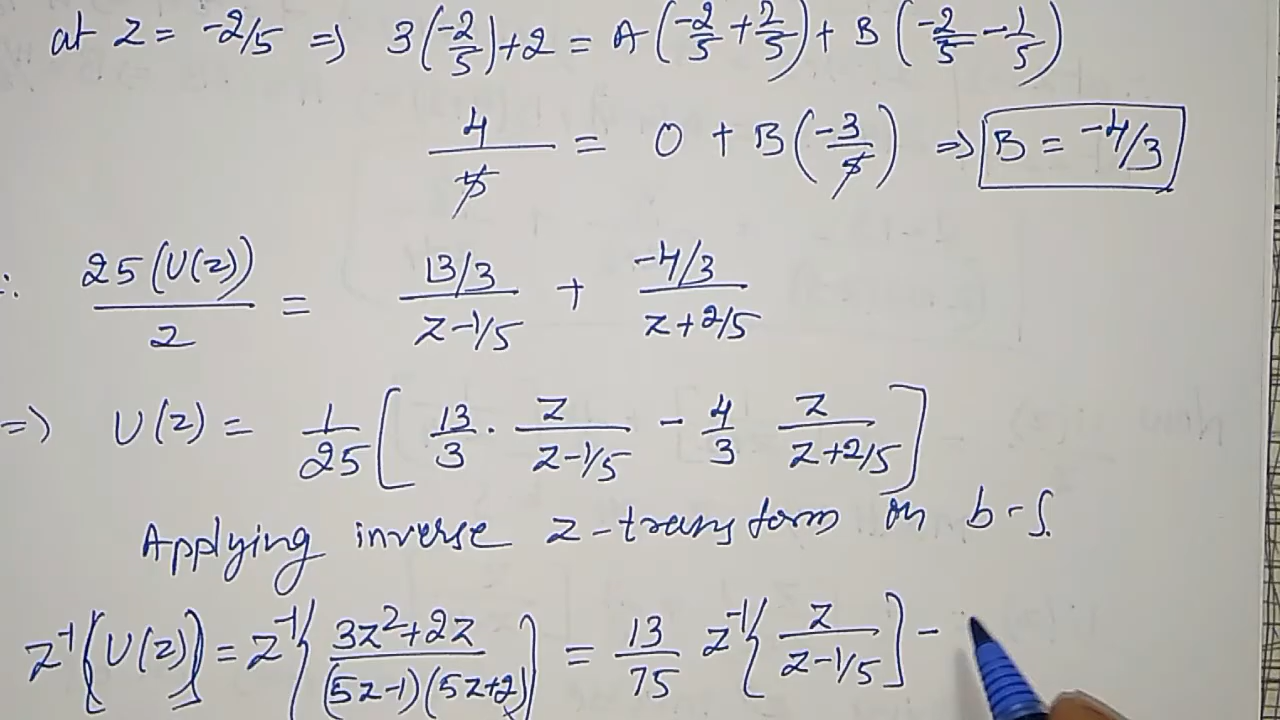 at z = -2/5 ⇒ 3(-2/5)+2 = A(-2/5+2/5)+ B(-2/5-1/5)
4/5 = 0 + B(-3/5) ⇒ B = -4/3
∴ 25(U(z))/z = 13/3/z-1/5 + -4/3/z+2/5
⇒ U(z) = 1/25[13/3 · z/z-1/5 - 4/3 z/z+2/5]
Applying inverse z-transform on b-s.
z⁻¹{U(z)} = z⁻¹{3z²+2z/(5z-1)(5z+2)} = 13/75 z⁻¹{z/z-1/5} -